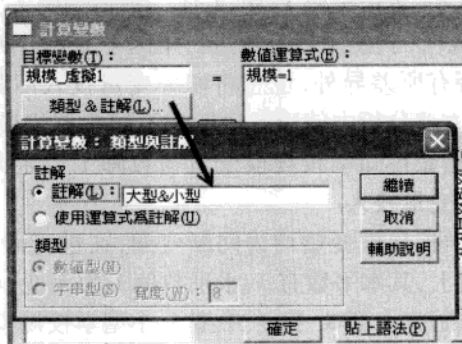 計算變數
目標變數(T)：
規模_虛擬1
=
數值運算式(E)：
規模=1
類型 & 註解(L)...
計算變數：類型與註解
註解
註解(L)：
大型&小型
使用運算式爲註解(U)
類型
數值型(N)
字串型(S)
寬度(W)：
8
繼續
取消
輔助說明
確定
貼上語法(P)